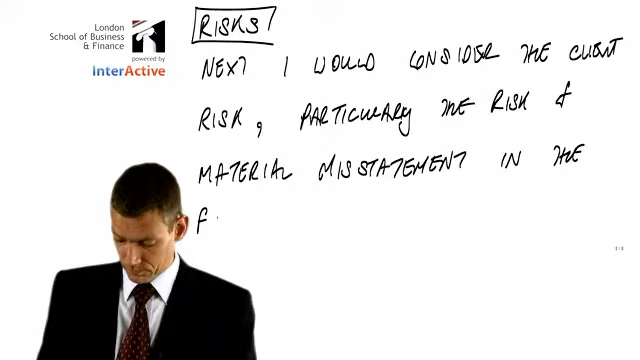 London
School of Business
& Finance
powered by
InterActive
RISKS
NEXT I WOULD CONSIDER THE CLIENT
RISK, PARTICULARLY THE RISK OF
MATERIAL MISSTATEMENT IN THE
F